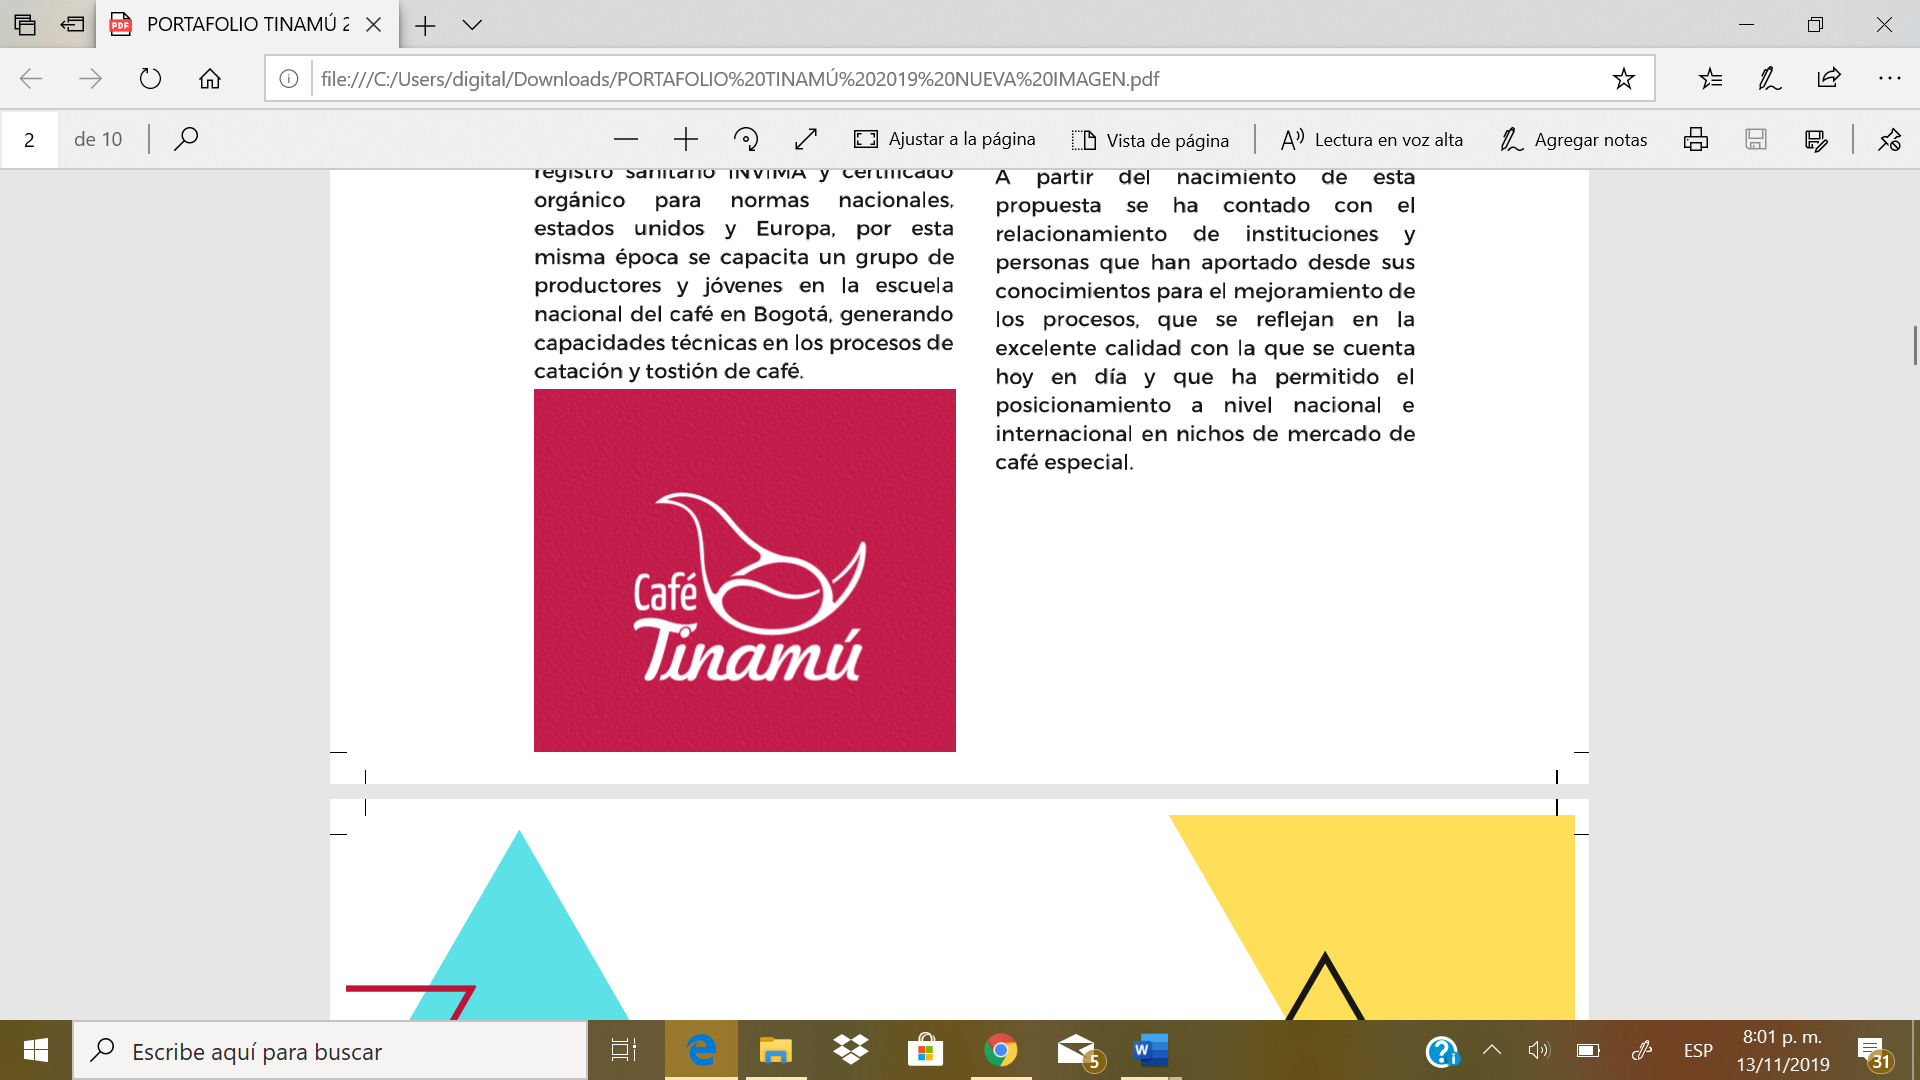 PORTAFOLIO TINAMÚ 2
file:///C:/Users/digital/Downloads/PORTAFOLIO%20TINAMÚ%202019%20NUEVA%20IMAGEN.pdf
2 de 10
Ajustar a la página
Vista de página
Lectura en voz alta
Agregar notas
registro sanitario INVIMA y certificado
orgánico para normas nacionales,
estados unidos y Europa, por esta
misma época se capacita un grupo de
productores y jóvenes en la escuela
nacional del café en Bogotá, generando
capacidades técnicas en los procesos de
catación y tostión de café.
Café
Tinamú
A partir del nacimiento de esta
propuesta se ha contado con el
relacionamiento de instituciones y
personas que han aportado desde sus
conocimientos para el mejoramiento de
los procesos, que se reflejan en la
excelente calidad con la que se cuenta
hoy en día y que ha permitido el
posicionamiento a nivel nacional e
internacional en nichos de mercado de
café especial.
Escribe aquí para buscar
5
ESP
8:01 p. m.
13/11/2019
31